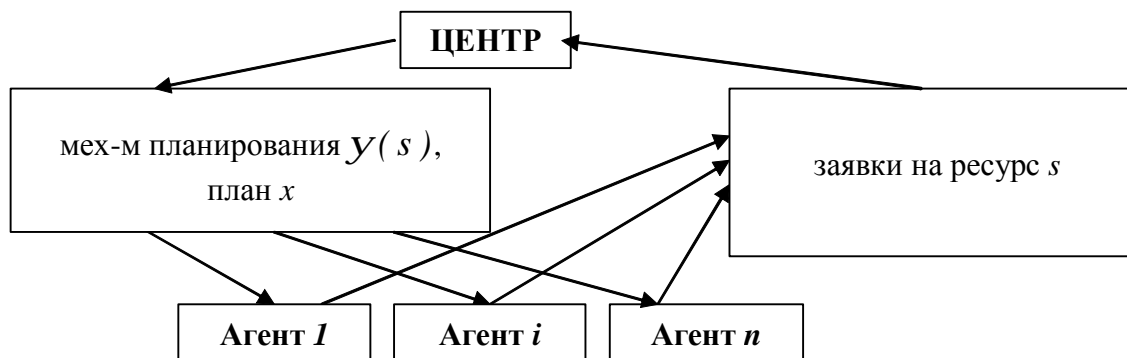 ЦЕНТР
мех-м планирования y( s ),
план x
заявки на ресурс s
Агент 1
Агент i
Агент n